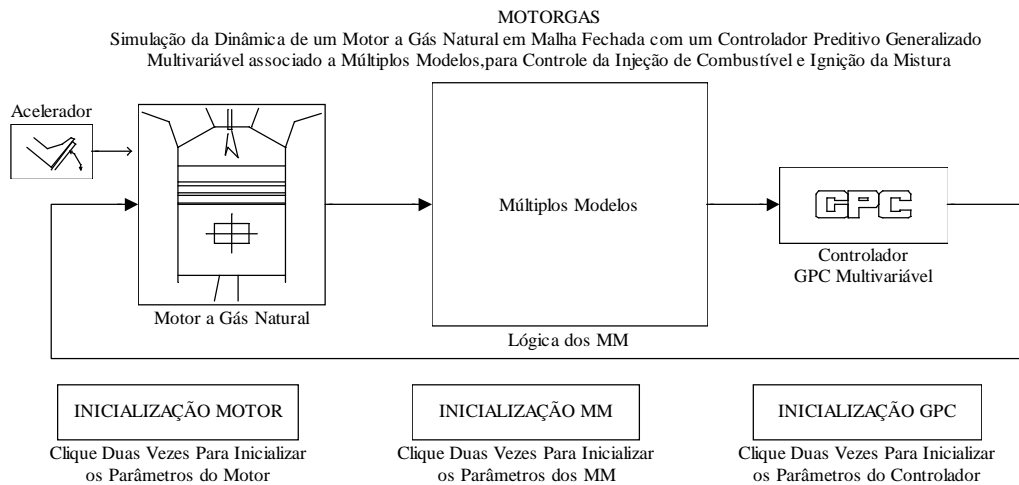 MOTORGAS
Simulação da Dinâmica de um Motor a Gás Natural em Malha Fechada com um Controlador Preditivo Generalizado
Multivariável associado a Múltiplos Modelos,para Controle da Injeção de Combustível e Ignição da Mistura
Acelerador
Motor a Gás Natural
Múltiplos Modelos
Lógica dos MM
GPC
Controlador
GPC Multivariável
INICIALIZAÇÃO MOTOR
Clique Duas Vezes Para Inicializar
os Parâmetros do Motor
INICIALIZAÇÃO MM
Clique Duas Vezes Para Inicializar
os Parâmetros dos MM
INICIALIZAÇÃO GPC
Clique Duas Vezes Para Inicializar
os Parâmetros do Controlador